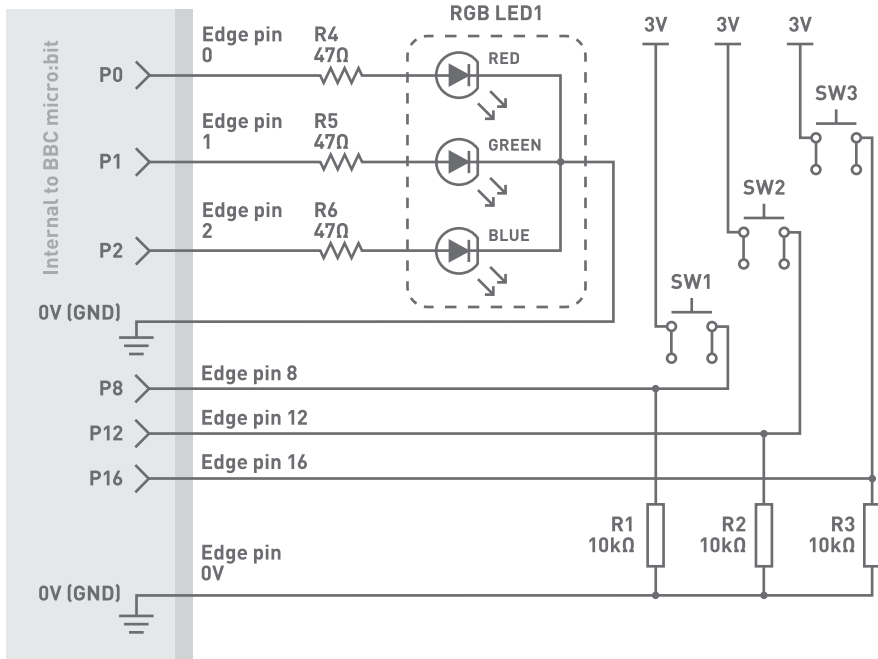 Internal to BBC micro:bit
RGB LED1
P0
Edge pin
0
R4
47Ω
RED
P1
Edge pin
1
R5
47Ω
GREEN
P2
Edge pin
2
R6
47Ω
BLUE
0V (GND)
3V
3V
3V
SW3
SW2
SW1
P8
Edge pin 8
P12
Edge pin 12
P16
Edge pin 16
R1
10kΩ
R2
10kΩ
R3
10kΩ
Edge pin
0V
0V (GND)